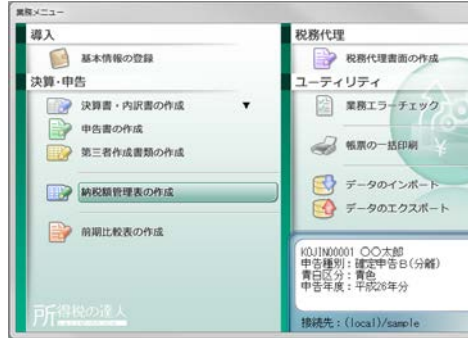 業務メニュー
導入
基本情報の登録
決算・申告
決算書・内訳書の作成 ▼
申告書の作成
第三者作成書類の作成
納税額管理表の作成
前期比較表の作成
所得税の達人
税務代理
税務代理書面の作成
ユーティリティ
業務エラーチェック
帳票の一括印刷
データのインポート
データのエクスポート
KOJIN00001 〇〇太郎
申告種別：確定申告B(分離)
青白区分：青色
申告年度：平成26年分
接続先：(local)/sample